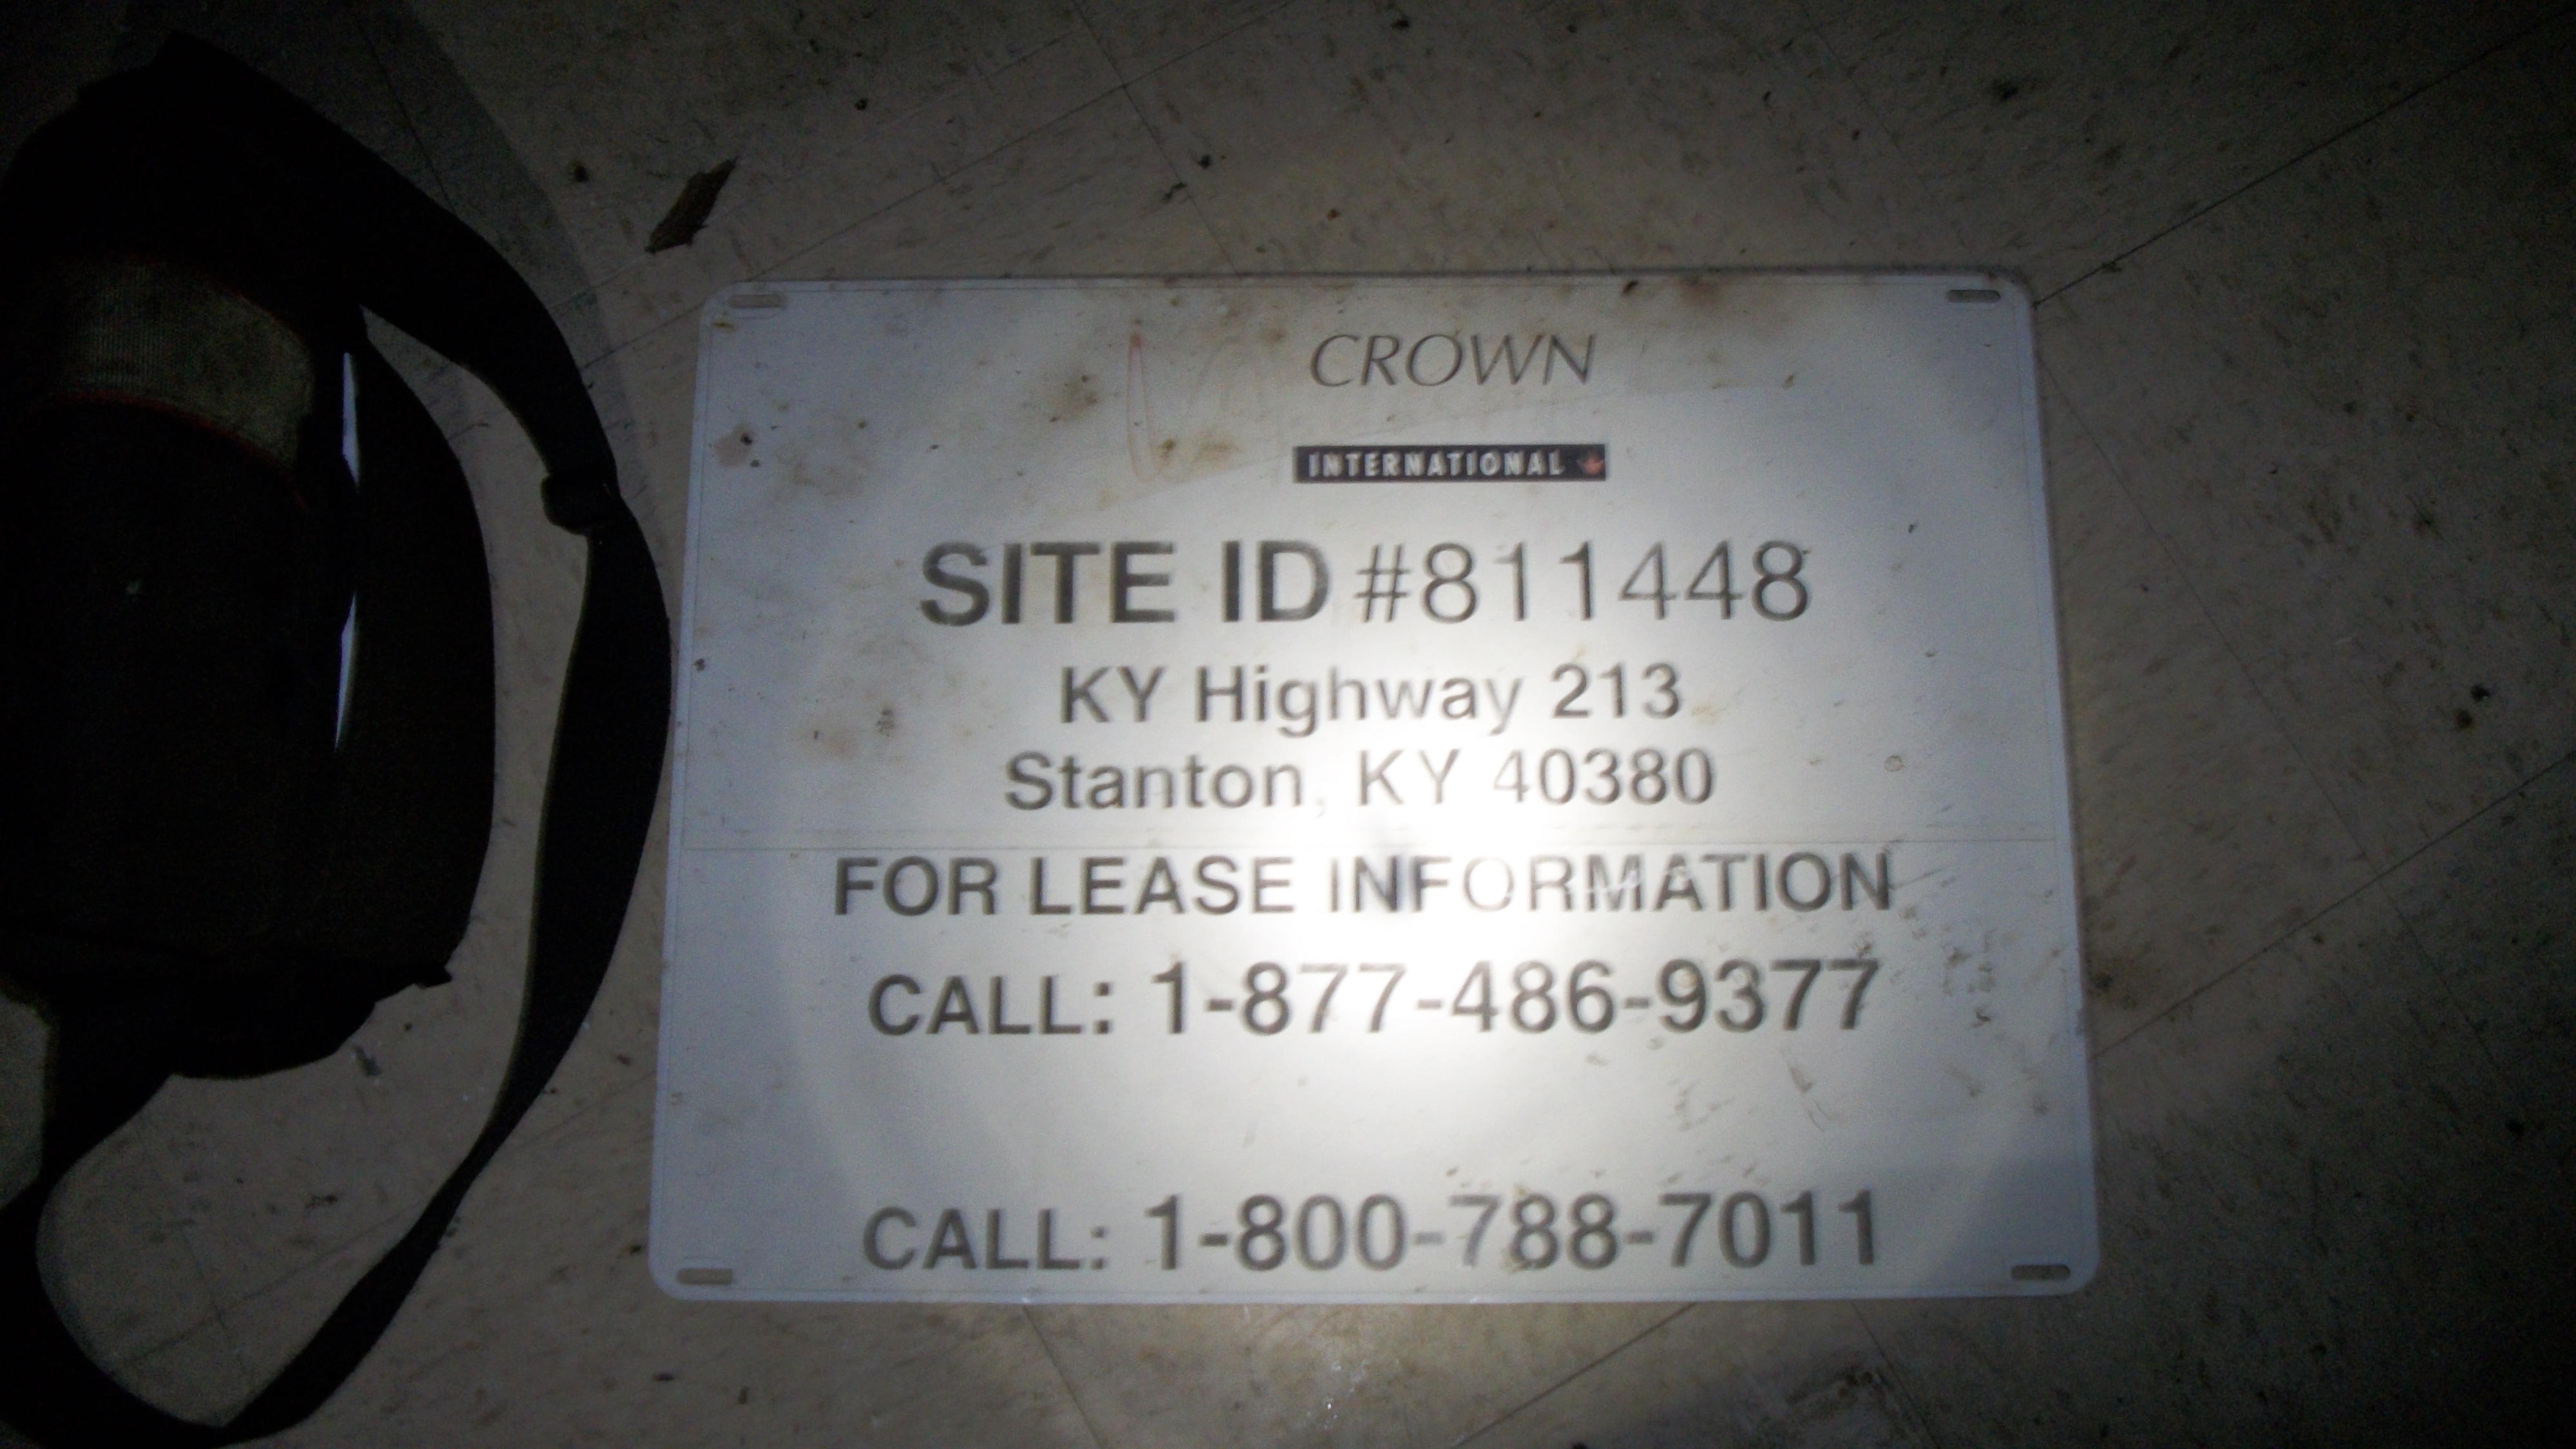 CROWN
INTERNATIONAL
SITE ID #811448
KY Highway 213
Stanton, KY 40380
FOR LEASE INFORMATION
CALL: 1-877-486-9377
CALL: 1-800-788-7011